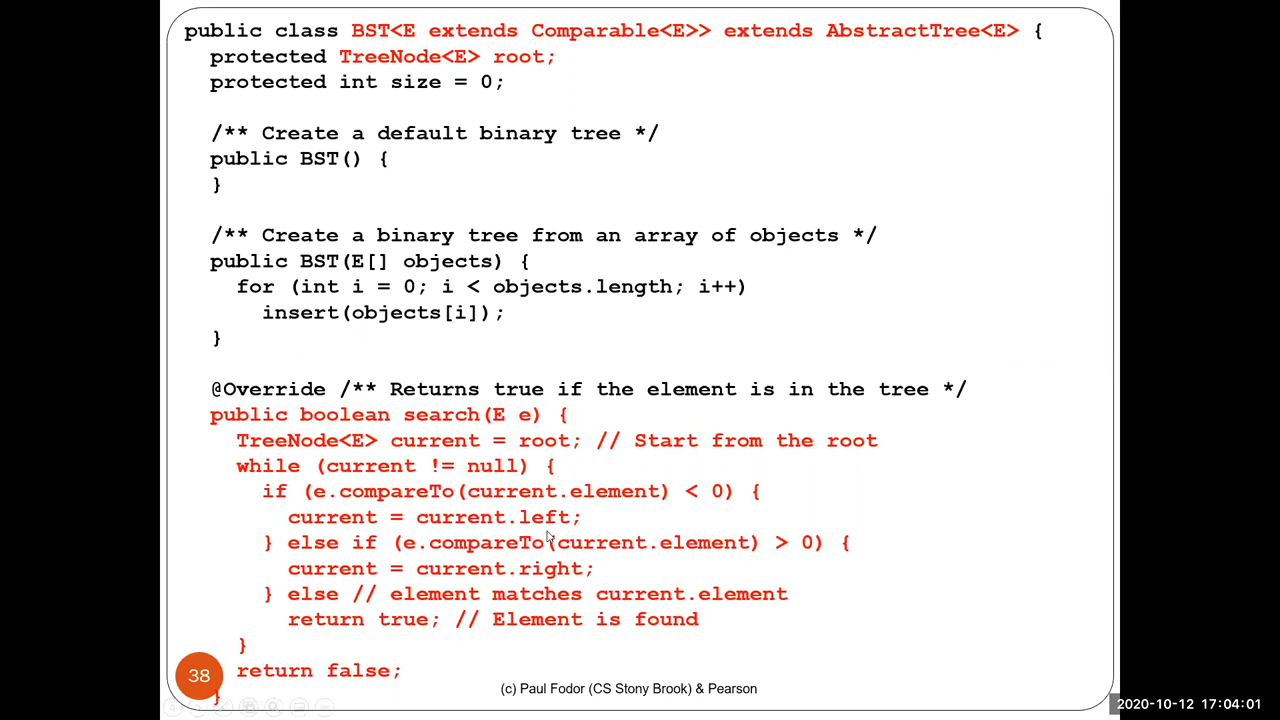 public class BST<E extends Comparable<E>> extends AbstractTree<E> {
protected TreeNode<E> root;
protected int size = 0;
/** Create a default binary tree */
public BST() {
}
/** Create a binary tree from an array of objects */
public BST(E[] objects) {
for (int i = 0; i < objects.length; i++)
insert(objects[i]);
}
@Override /** Returns true if the element is in the tree */
public boolean search(E e) {
TreeNode<E> current = root; // Start from the root
while (current != null) {
if (e.compareTo(current.element) < 0) {
current = current.left;
} else if (e.compareTo(current.element) > 0) {
current = current.right;
} else // element matches current.element
return true; // Element is found
}
return false;
}
38
(c) Paul Fodor (CS Stony Brook) & Pearson
2020-10-12 17:04:01